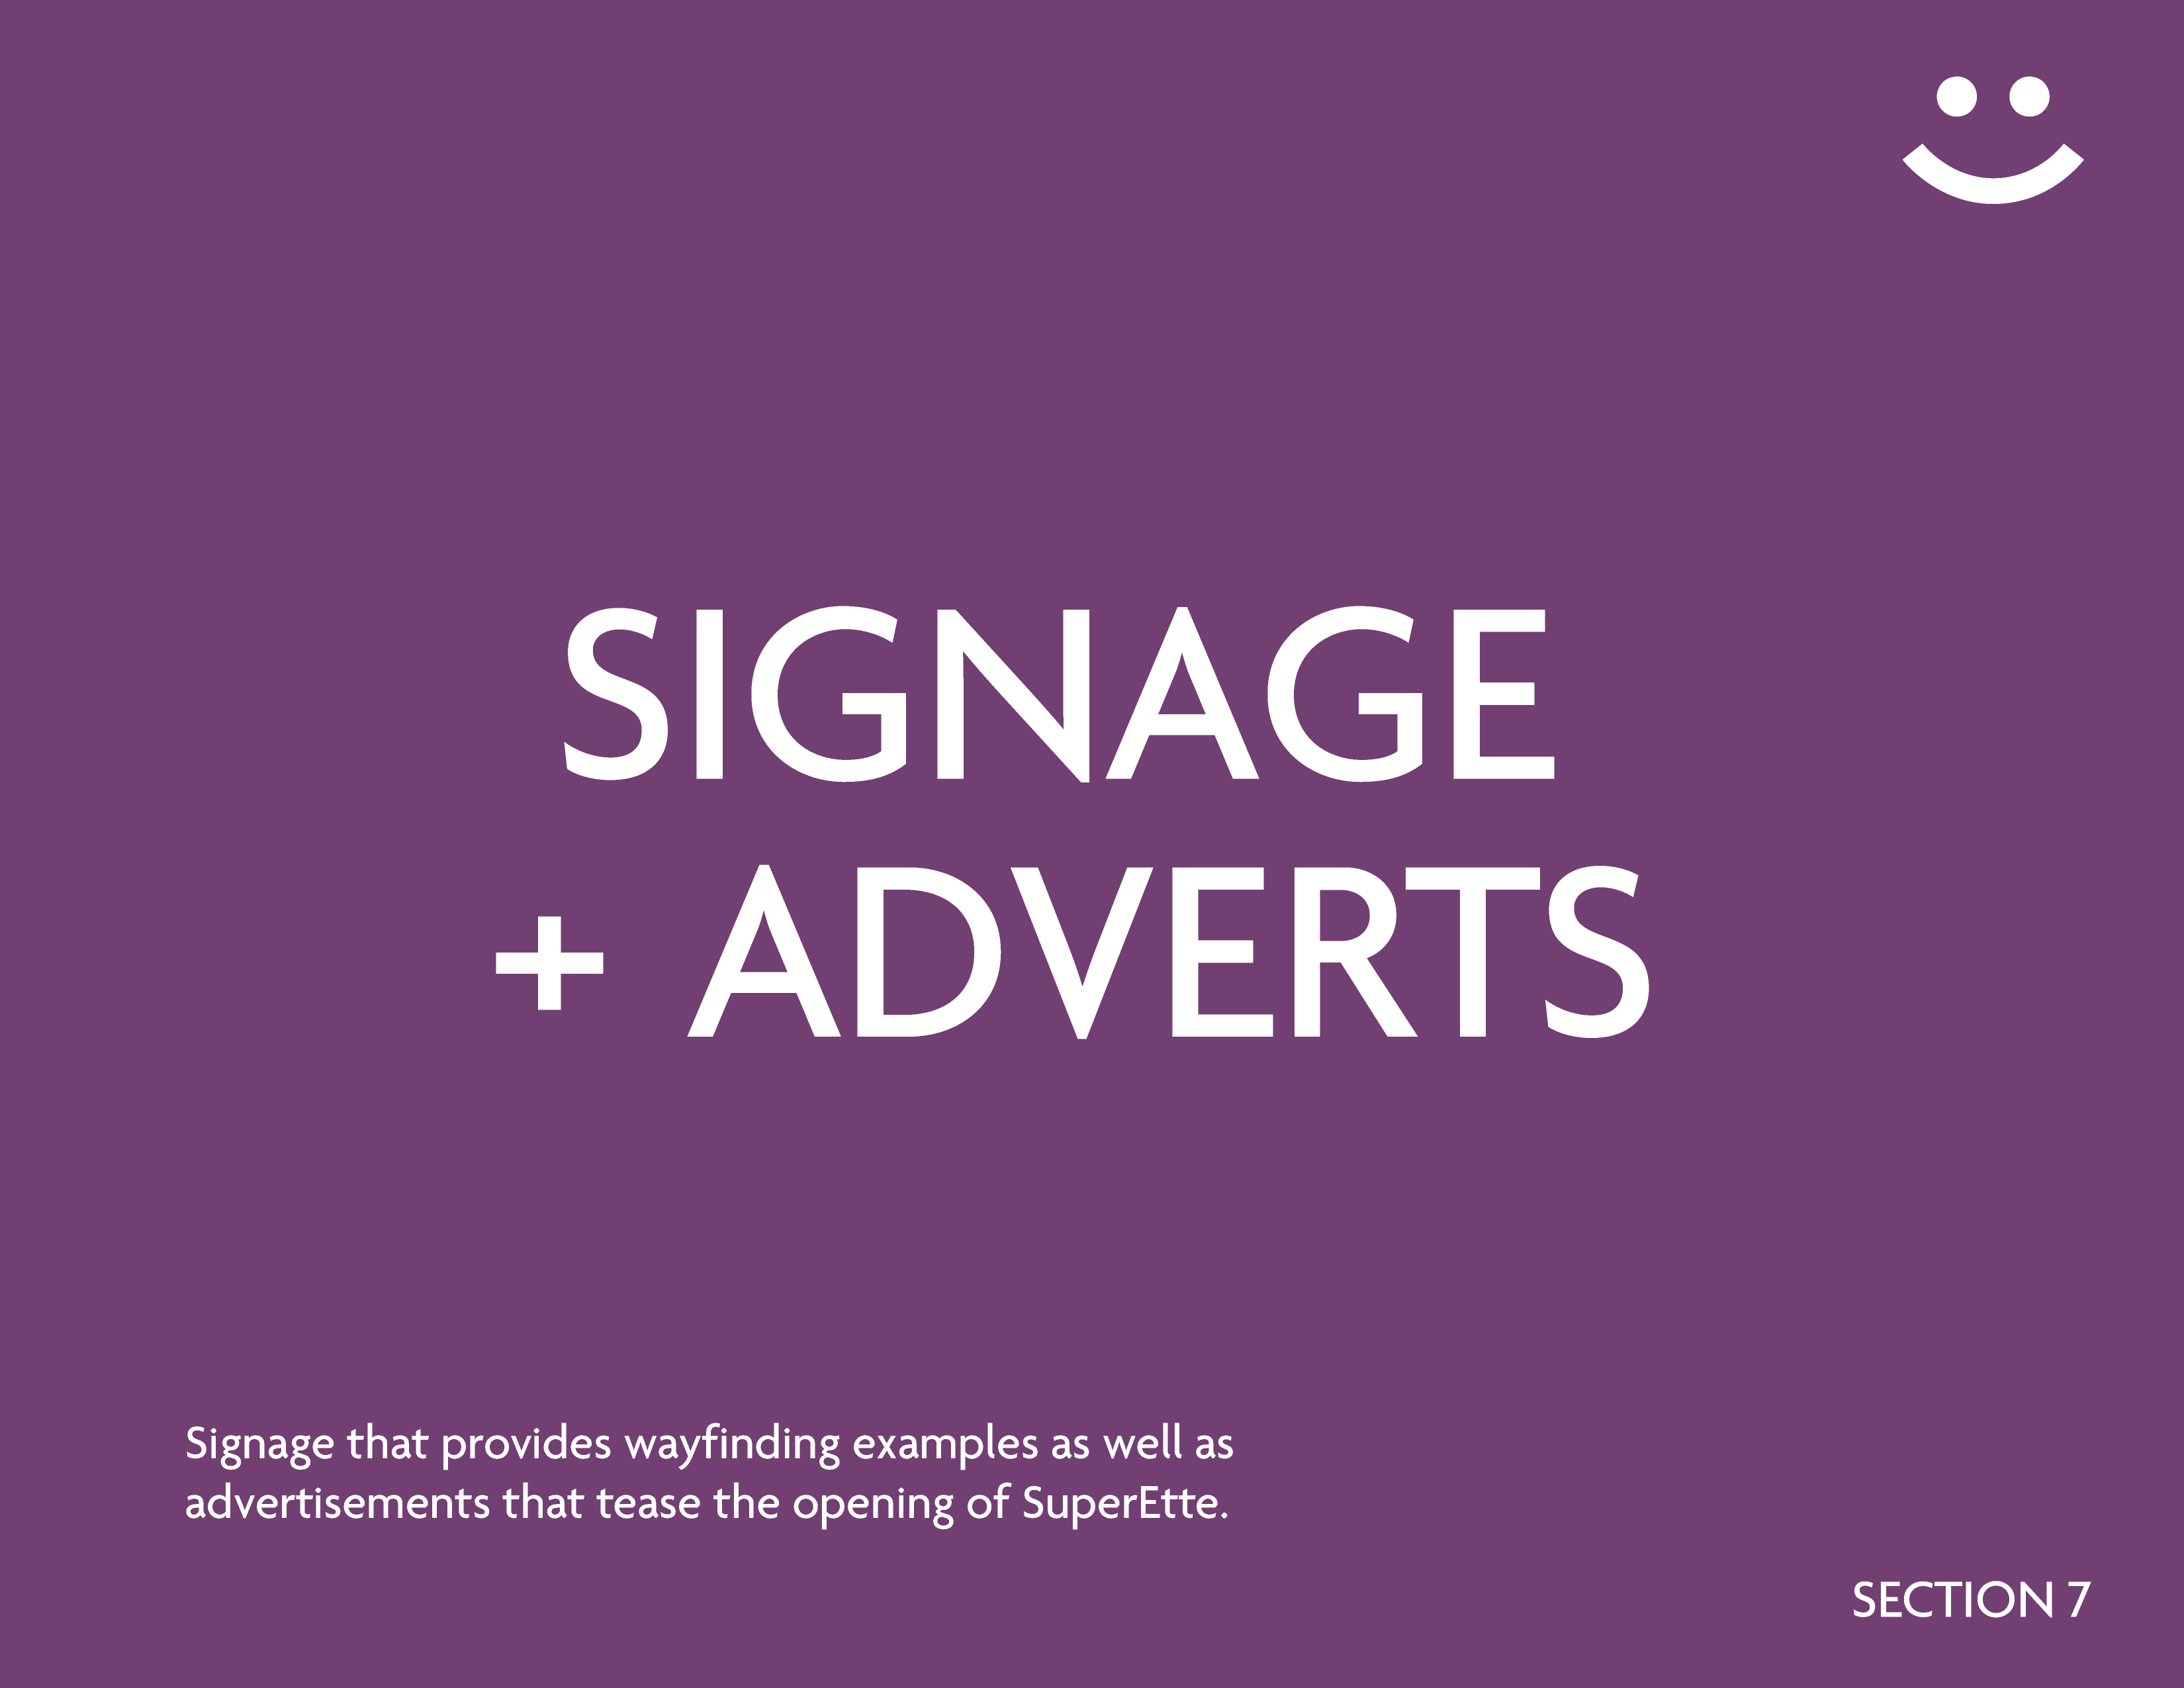 SIGNAGE
+ ADVERTS
Signage that provides wayfinding examples as well as
advertisements that tease the opening of SuperEtte.
SECTION 7